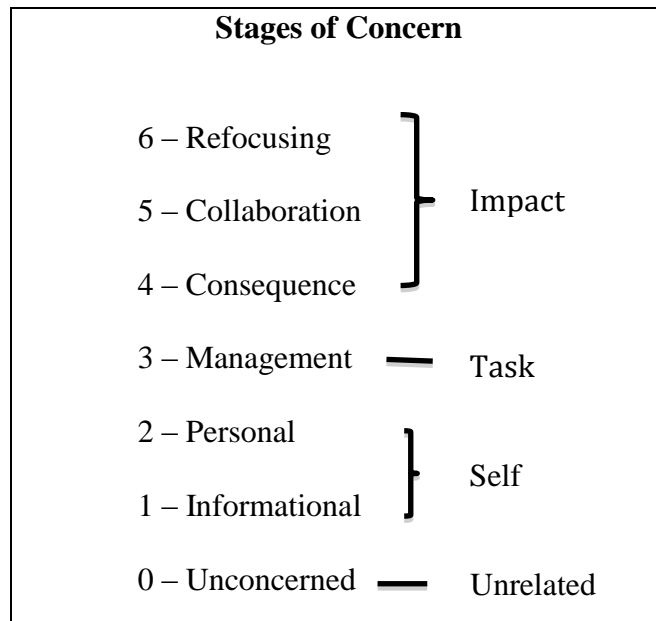 Stages of Concern
6 – Refocusing
5 – Collaboration
Impact
4 – Consequence
3 – Management
Task
2 – Personal
Self
1 – Informational
0 – Unconcerned
Unrelated